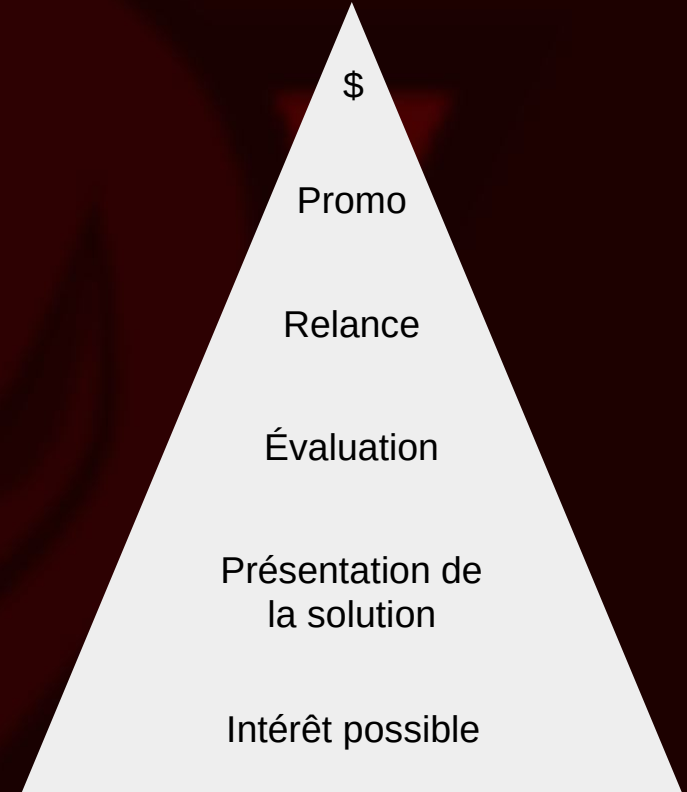 $
Promo
Relance
Évaluation
Présentation de
la solution
Intérêt possible